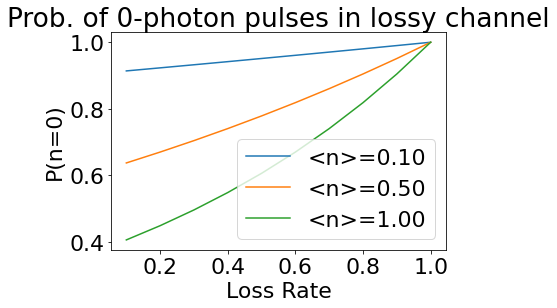 Prob. of 0-photon pulses in lossy channel
1.0
0.8
0.6
0.4
P(n=0)
<n>=0.10
<n>=0.50
<n>=1.00
0.2 0.4 0.6 0.8 1.0
Loss Rate